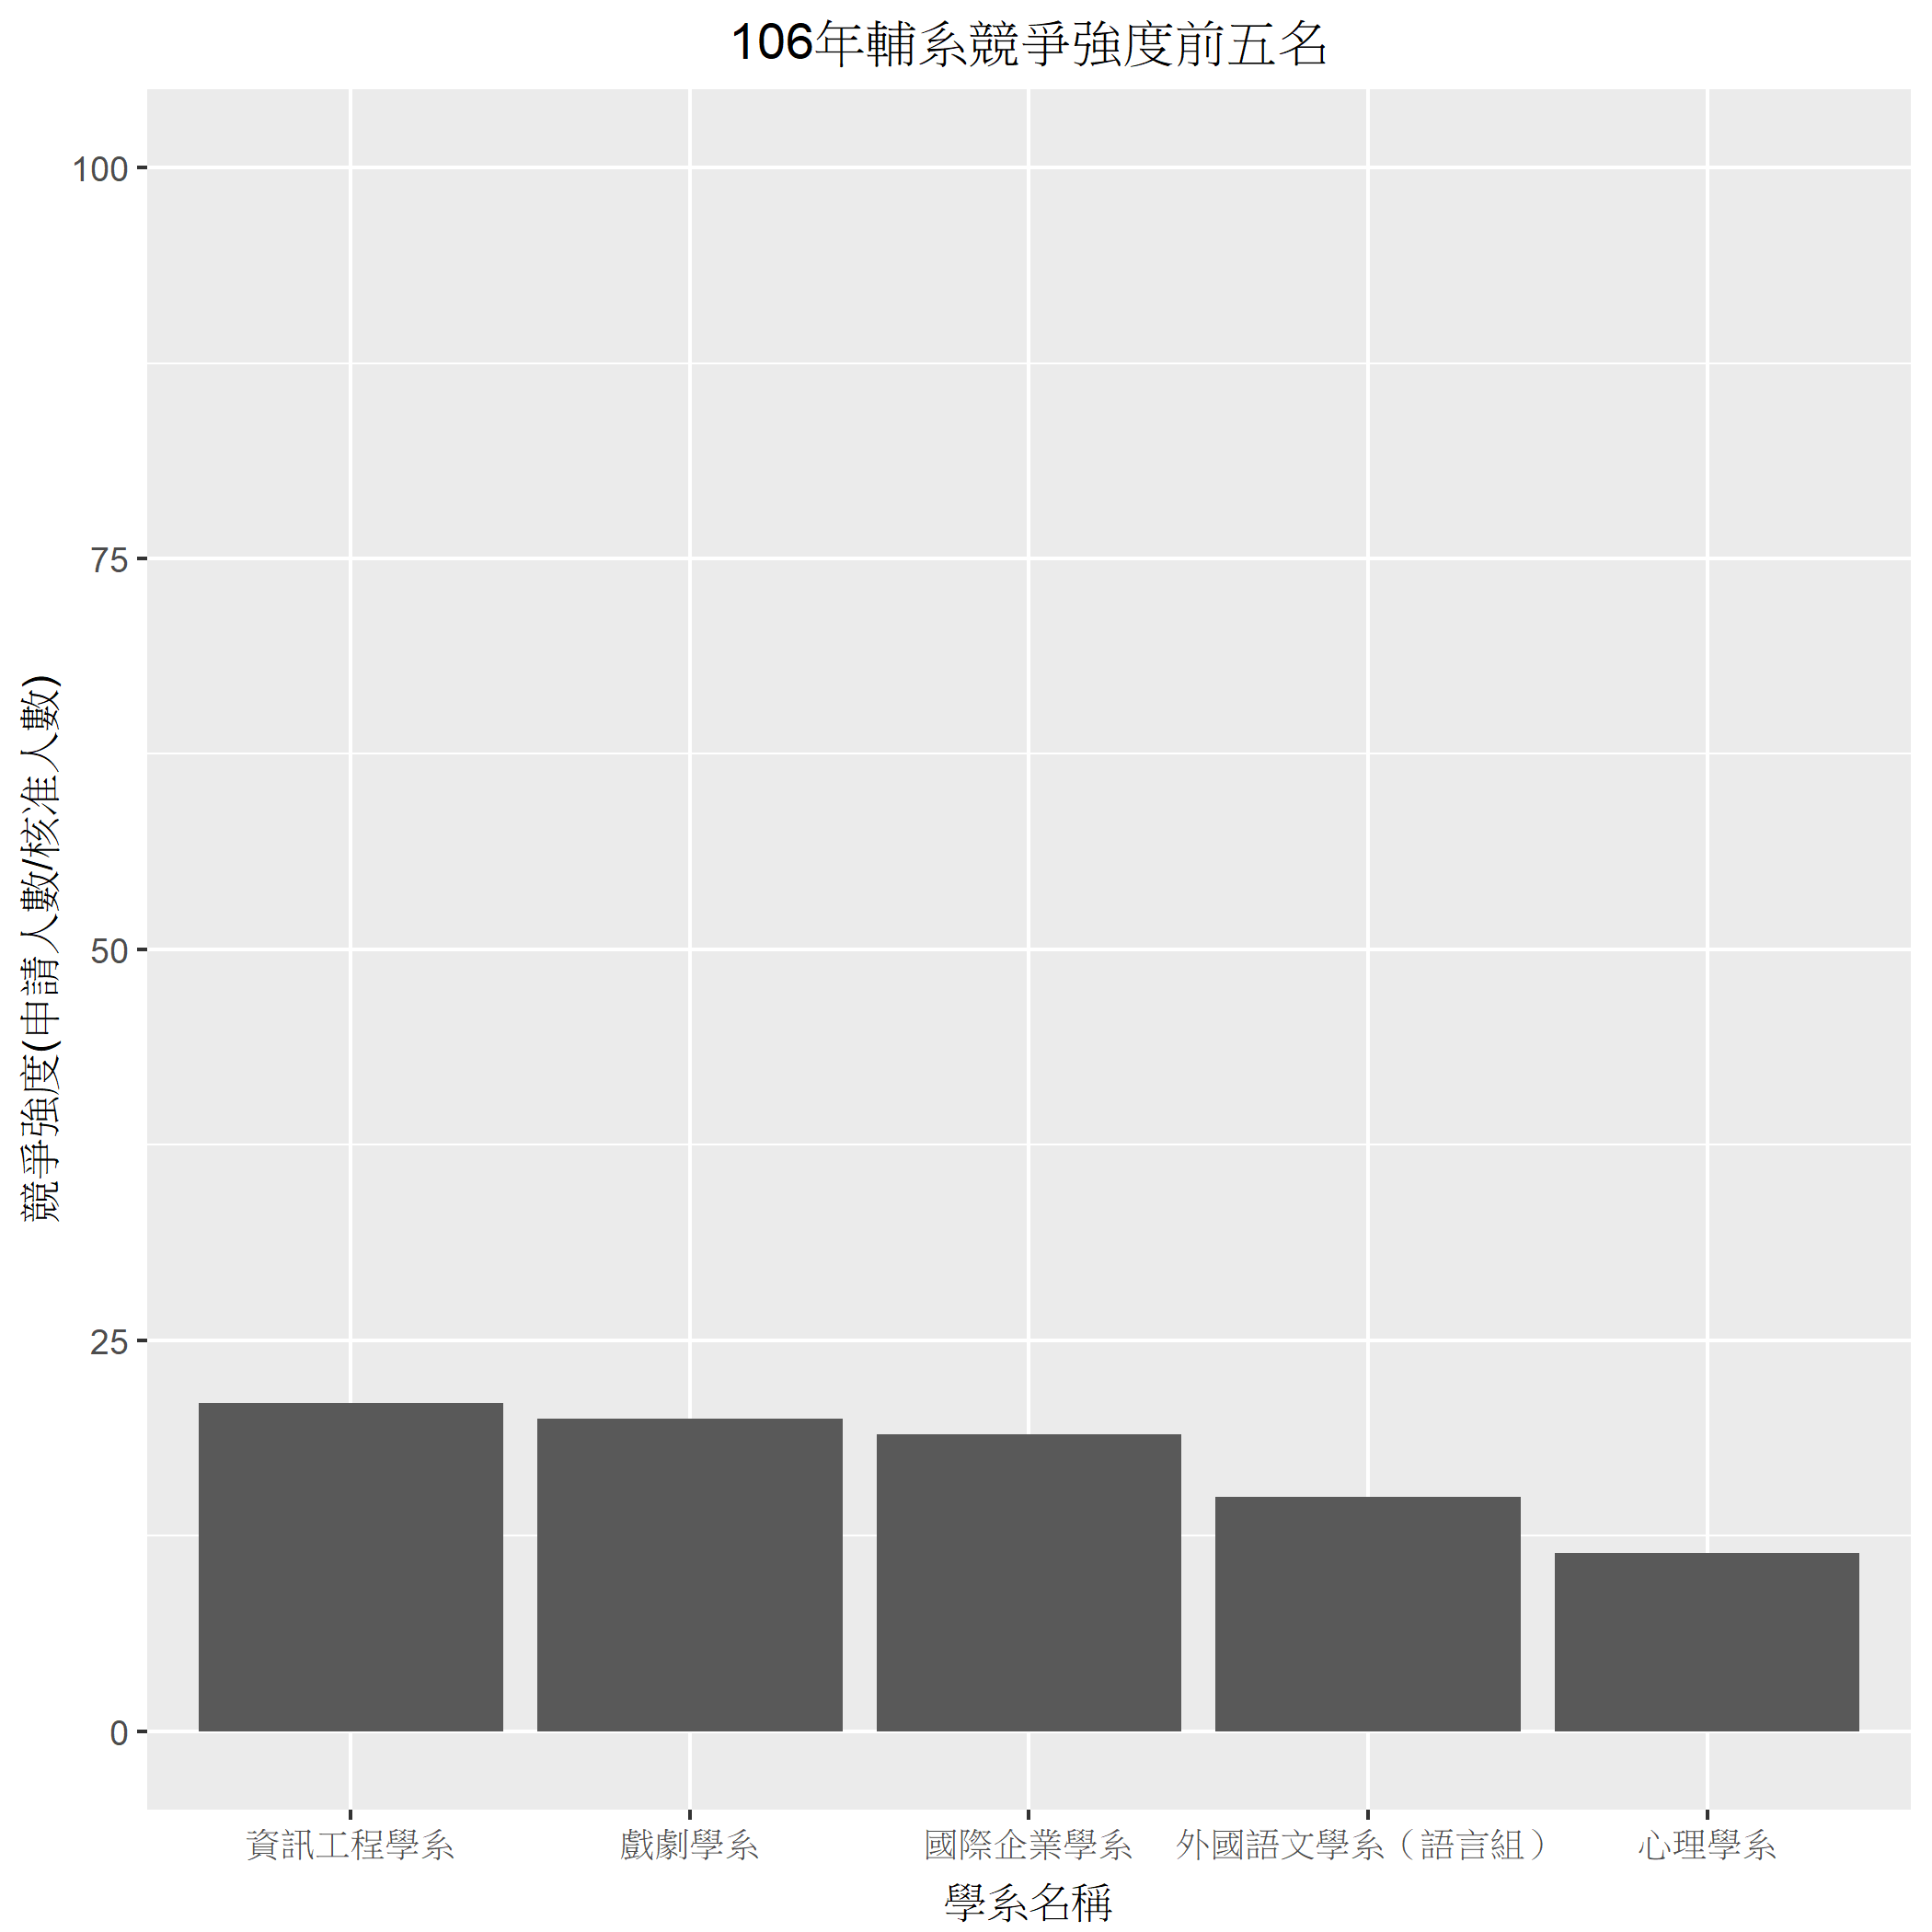 106年輔系競爭強度前五名
競爭強度(申請人數/核准人數)
100
75
50
25
0
資訊工程學系 戲劇學系 國際企業學系 外國語文學系（語言組） 心理學系
學系名稱